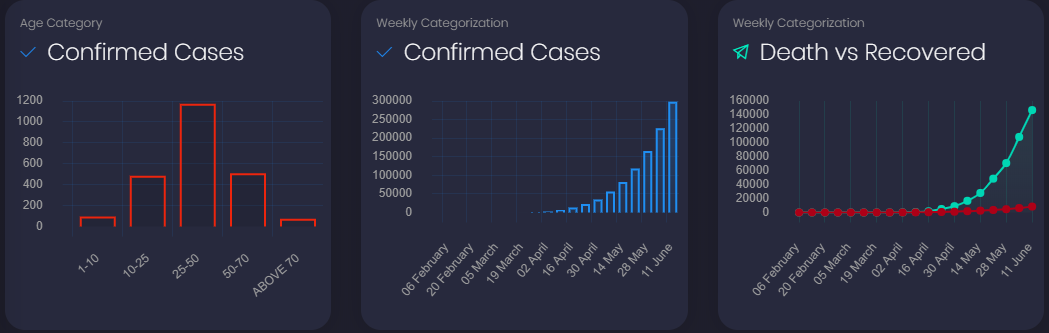 Age Category
Confirmed Cases
1200
1000
800
600
400
200
0
1-10
10-25
25-50
50-70
ABOVE 70
Weekly Categorization
Confirmed Cases
300000
250000
200000
150000
100000
50000
0
06 February
20 February
05 March
19 March
02 April
16 April
30 April
14 May
28 May
11 June
Weekly Categorization
Death vs Recovered
160000
140000
120000
100000
80000
60000
40000
20000
0
06 February
20 February
05 March
19 March
02 April
16 April
30 April
14 May
28 May
11 June